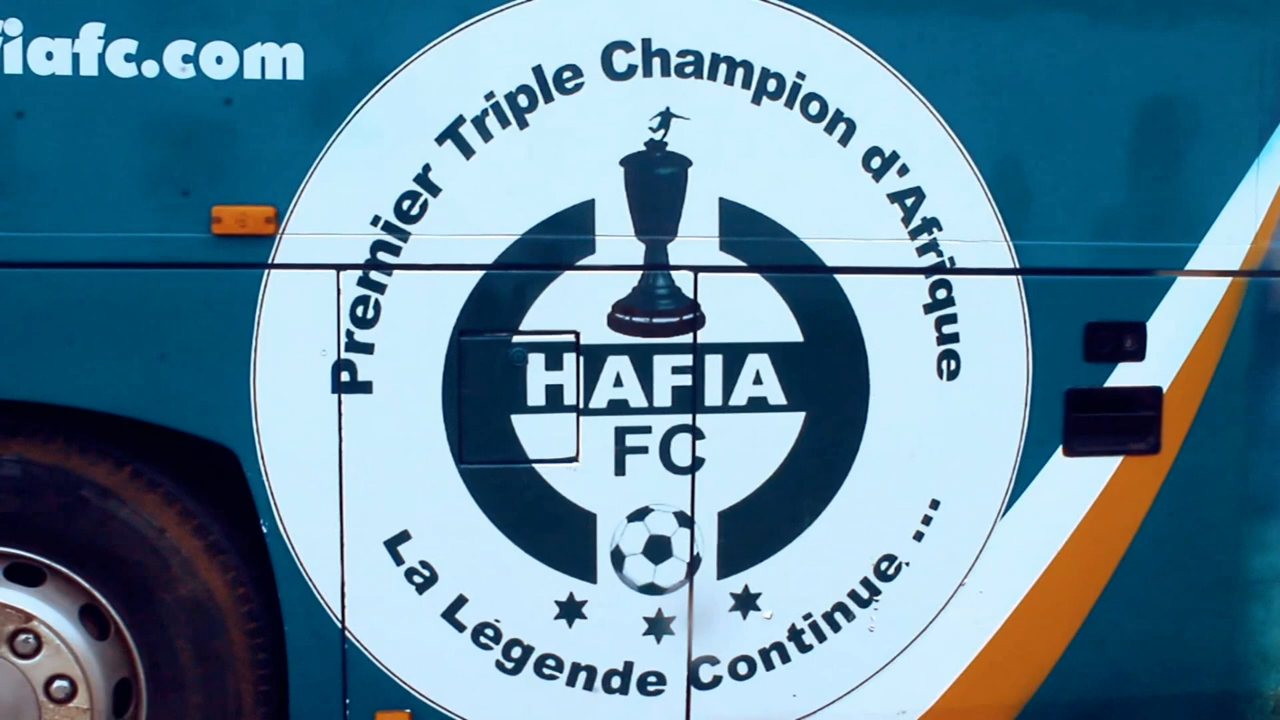 fiafc.com
Premier Triple Champion d'Afrique
HAFIA
FC
La Légende Continue ...